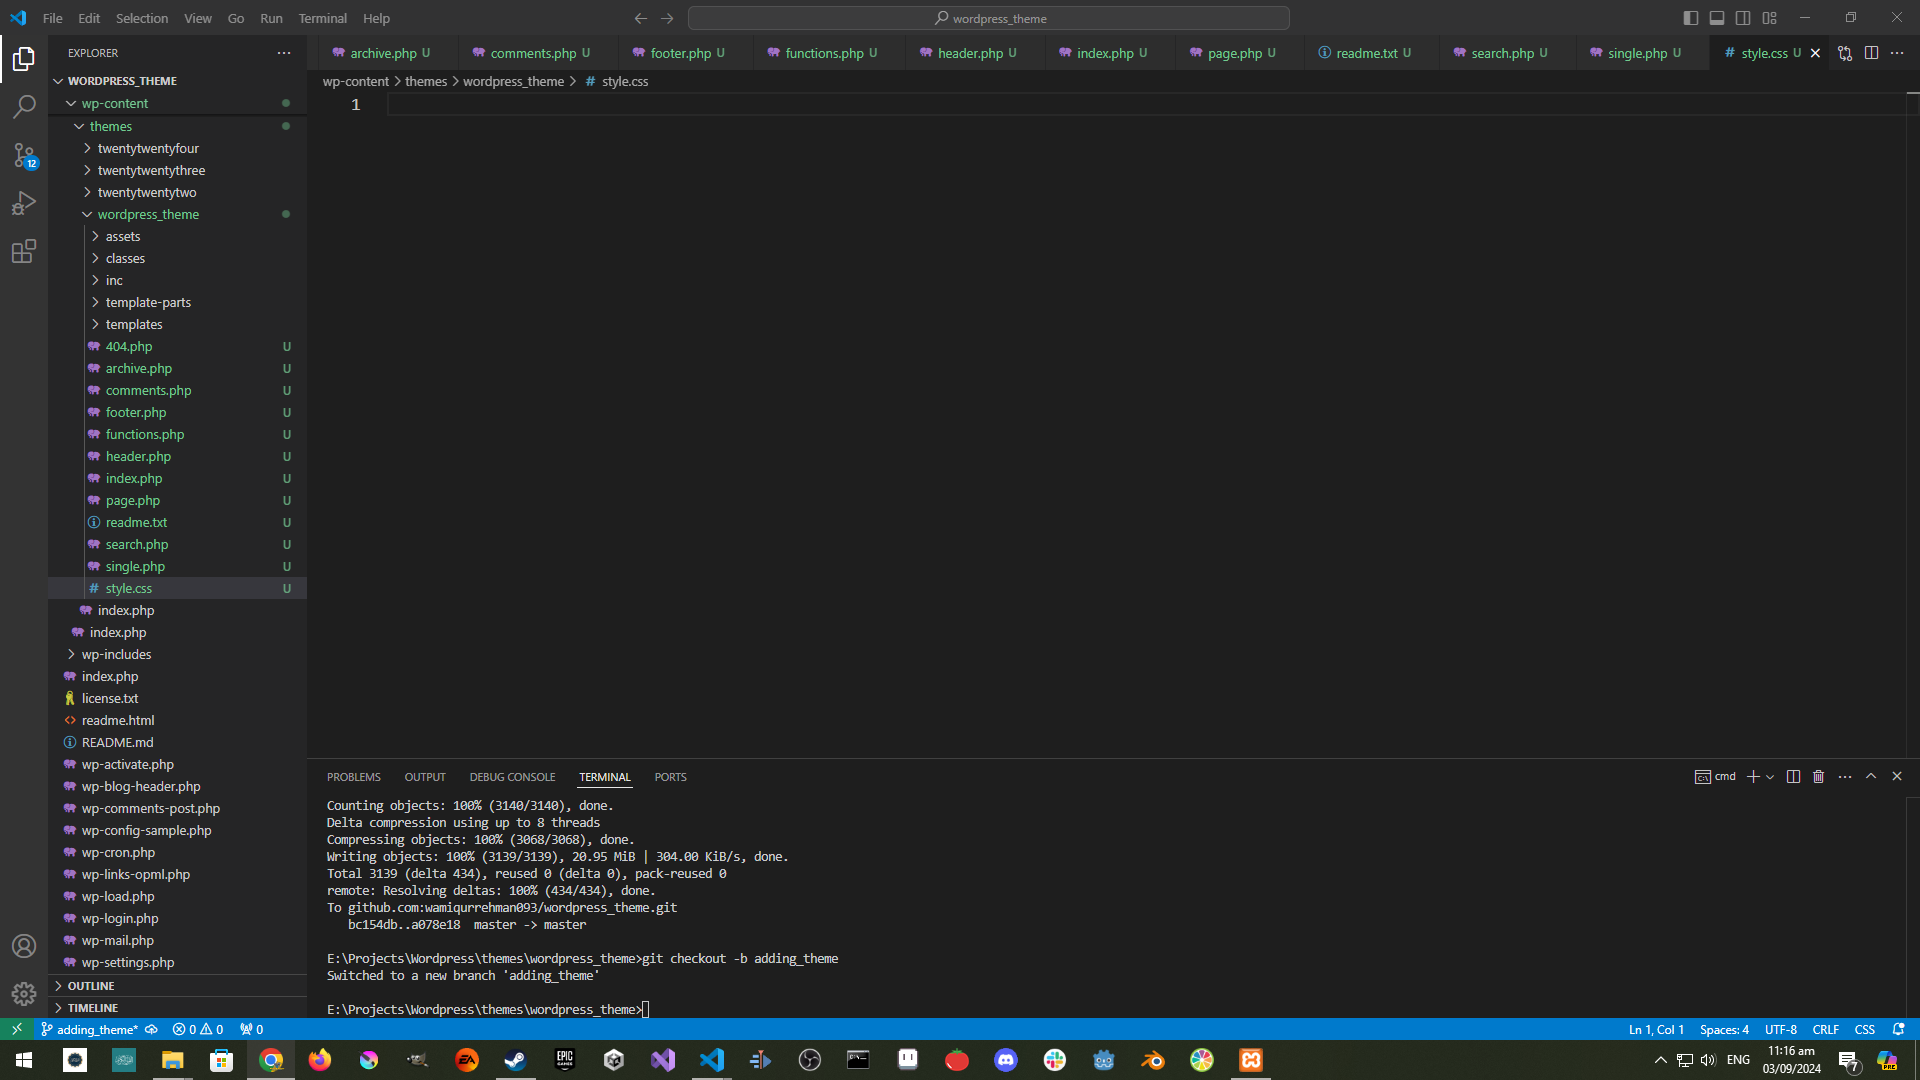 File Edit Selection View Go Run Terminal Help
wordpress_theme
EXPLORER
archive.php U
comments.php U
footer.php U
functions.php U
header.php U
index.php U
page.php U
readme.txt U
search.php U
single.php U
# style.css U
WORDPRESS_THEME
wp-content > themes > wordpress_theme > # style.css
wp-content
1
themes
twentytwentyfour
twentytwentythree
12
twentytwentytwo
wordpress_theme
assets
classes
inc
template-parts
templates
404.php U
archive.php U
comments.php U
footer.php U
functions.php U
header.php U
index.php U
page.php U
readme.txt U
search.php U
single.php U
# style.css U
index.php
index.php
wp-includes
index.php
license.txt
readme.html
README.md
wp-activate.php
wp-blog-header.php
wp-comments-post.php
wp-config-sample.php
wp-cron.php
wp-links-opml.php
wp-load.php
wp-login.php
wp-mail.php
wp-settings.php
OUTLINE
TIMELINE
PROBLEMS OUTPUT DEBUG CONSOLE TERMINAL PORTS
cmd
Counting objects: 100% (3140/3140), done.
Delta compression using up to 8 threads
Compressing objects: 100% (3068/3068), done.
Writing objects: 100% (3139/3139), 20.95 MiB | 304.00 KiB/s, done.
Total 3139 (delta 434), reused 0 (delta 0), pack-reused 0
remote: Resolving deltas: 100% (434/434), done.
To github.com:wamiqurrehman093/wordpress_theme.git
bc154db..a078e18 master -> master
E:\Projects\Wordpress\themes\wordpress_theme>git checkout -b adding_theme
Switched to a new branch 'adding_theme'
E:\Projects\Wordpress\themes\wordpress_theme>
adding_theme* 0 0 0
Ln 1, Col 1 Spaces: 4 UTF-8 CRLF CSS
EA
EPIC GAMES
ENG
11:16 am
03/09/2024
7
PRE